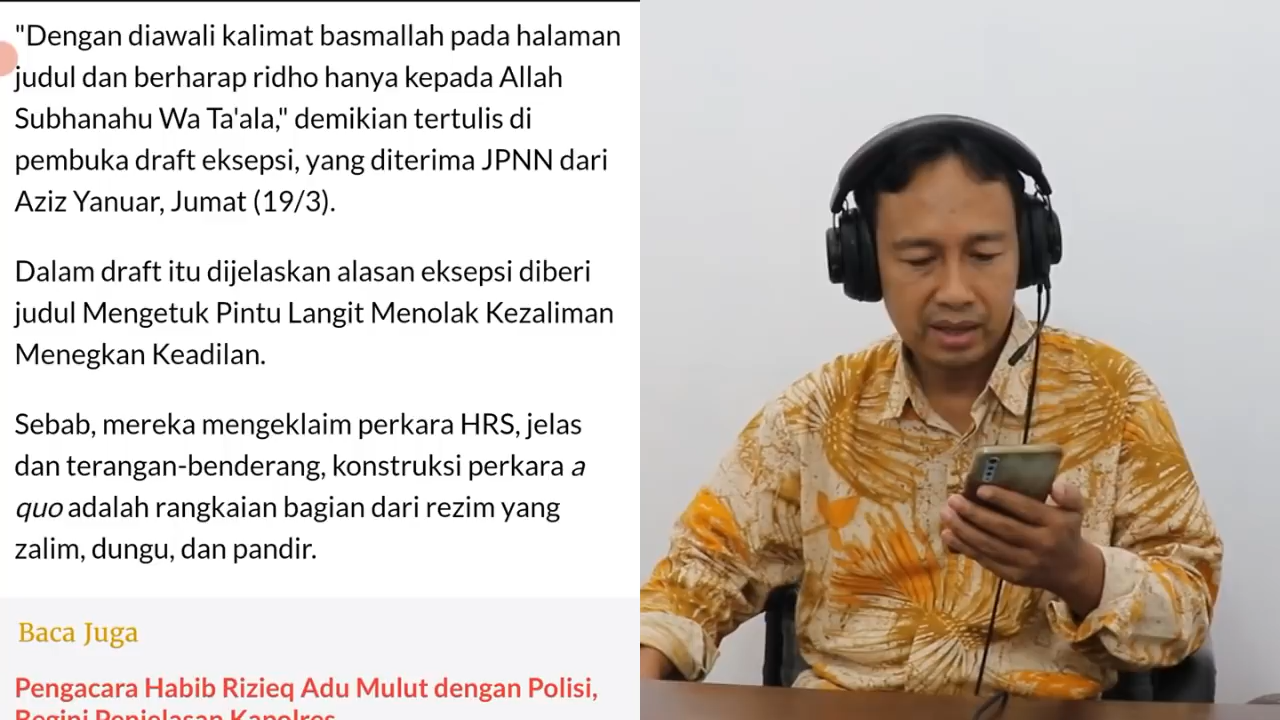 "Dengan diawali kalimat basmallah pada halaman
judul dan berharap ridho hanya kepada Allah
Subhanahu Wa Ta'ala," demikian tertulis di
pembuka draft eksepsi, yang diterima JPNN dari
Aziz Yanuar, Jumat (19/3).
Dalam draft itu dijelaskan alasan eksepsi diberi
judul Mengetuk Pintu Langit Menolak Kezaliman
Menegkan Keadilan.
Sebab, mereka mengeklaim perkara HRS, jelas
dan terangan-benderang, konstruksi perkara a
quo adalah rangkaian bagian dari rezim yang
zalim, dungu, dan pandir.
Baca Juga
Pengacara Habib Rizieq Adu Mulut dengan Polisi,
Begini Penjelasan Kapolres